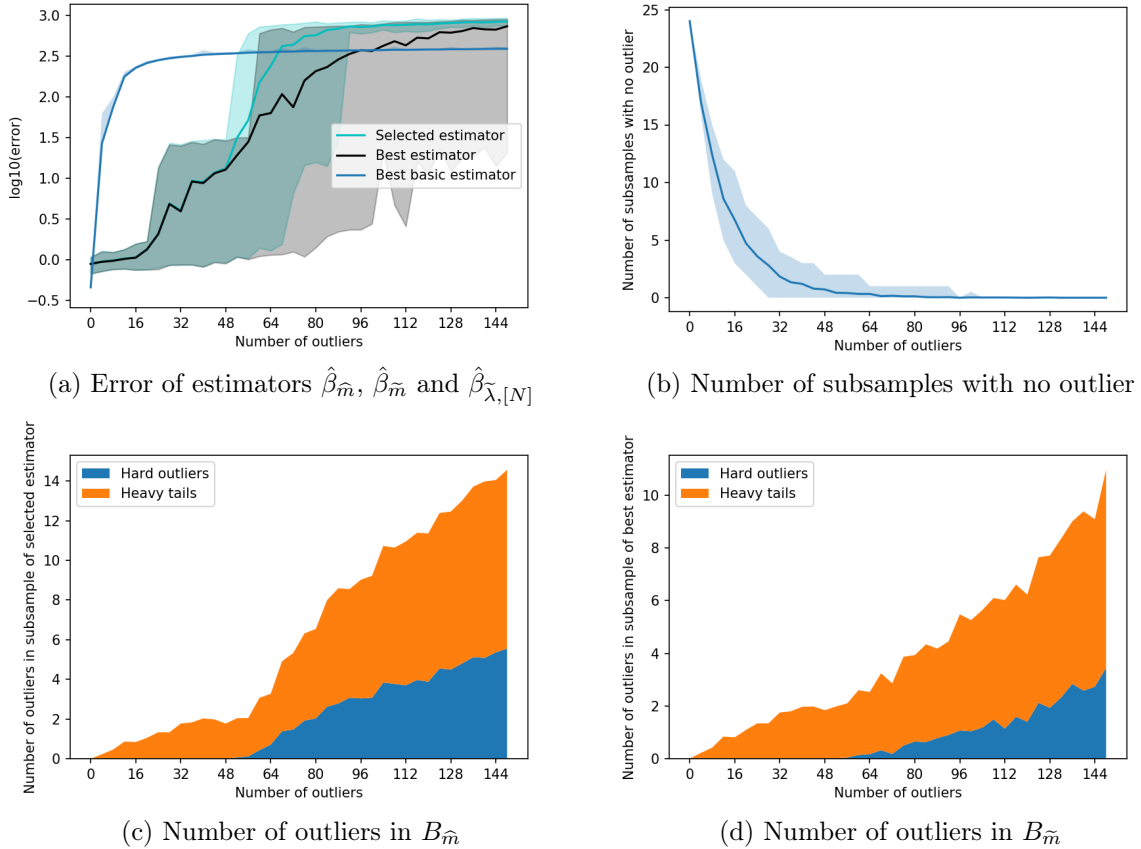 3.0
2.5
2.0
1.5
1.0
0.5
0.0
−0.5
log10(error)
Selected estimator
Best estimator
Best basic estimator
0 16 32 48 64 80 96 112 128 144
Number of outliers
(a) Error of estimators β̂_m̂, β̂_m̃ and β̂_λ̃,[N]
25
20
15
10
5
0
Number of subsamples with no outlier
0 16 32 48 64 80 96 112 128 144
Number of outliers
(b) Number of subsamples with no outlier
14
12
10
8
6
4
2
0
Number of outliers in subsample of selected estimator
Hard outliers
Heavy tails
0 16 32 48 64 80 96 112 128 144
Number of outliers
(c) Number of outliers in B_m̂
10
8
6
4
2
0
Number of outliers in subsample of best estimator
Hard outliers
Heavy tails
0 16 32 48 64 80 96 112 128 144
Number of outliers
(d) Number of outliers in B_m̃